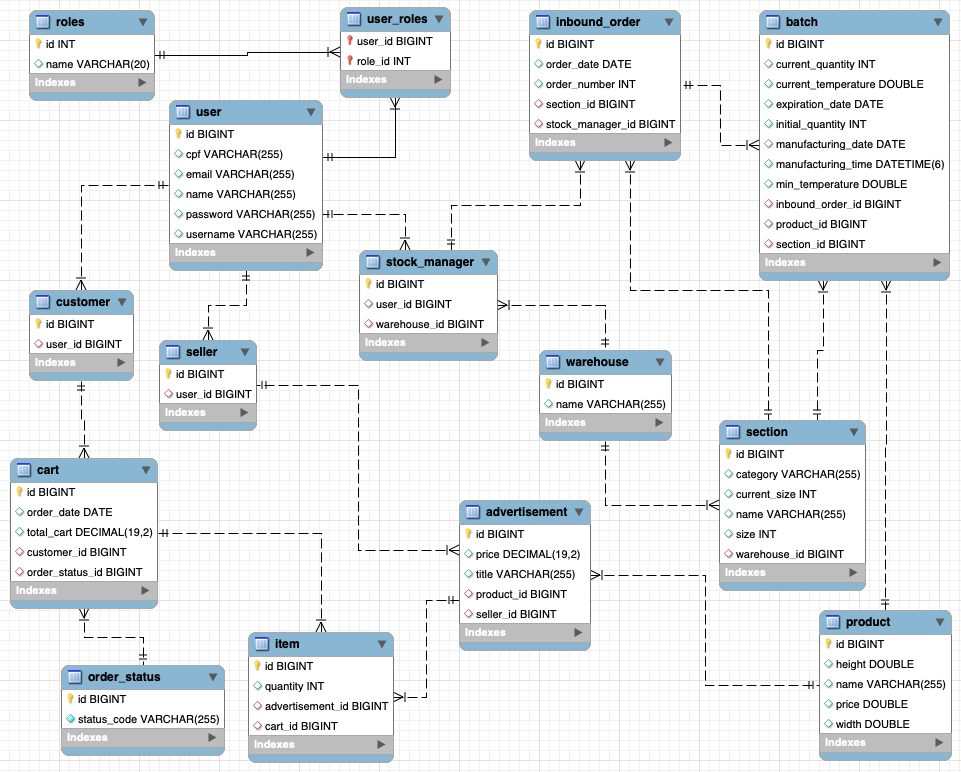 roles
id INT
name VARCHAR(20)
Indexes
user_roles
user_id BIGINT
role_id INT
Indexes
inbound_order
id BIGINT
order_date DATE
order_number INT
section_id BIGINT
stock_manager_id BIGINT
Indexes
batch
id BIGINT
current_quantity INT
current_temperature DOUBLE
expiration_date DATE
initial_quantity INT
manufacturing_date DATE
manufacturing_time DATETIME(6)
min_temperature DOUBLE
inbound_order_id BIGINT
product_id BIGINT
section_id BIGINT
Indexes
user
id BIGINT
cpf VARCHAR(255)
email VARCHAR(255)
name VARCHAR(255)
password VARCHAR(255)
username VARCHAR(255)
Indexes
stock_manager
id BIGINT
user_id BIGINT
warehouse_id BIGINT
Indexes
customer
id BIGINT
user_id BIGINT
Indexes
seller
id BIGINT
user_id BIGINT
Indexes
warehouse
id BIGINT
name VARCHAR(255)
Indexes
section
id BIGINT
category VARCHAR(255)
current_size INT
name VARCHAR(255)
size INT
warehouse_id BIGINT
Indexes
cart
id BIGINT
order_date DATE
total_cart DECIMAL(19,2)
customer_id BIGINT
order_status_id BIGINT
Indexes
advertisement
id BIGINT
price DECIMAL(19,2)
title VARCHAR(255)
product_id BIGINT
seller_id BIGINT
Indexes
product
id BIGINT
height DOUBLE
name VARCHAR(255)
price DOUBLE
width DOUBLE
Indexes
item
id BIGINT
quantity INT
advertisement_id BIGINT
cart_id BIGINT
Indexes
order_status
id BIGINT
status_code VARCHAR(255)
Indexes